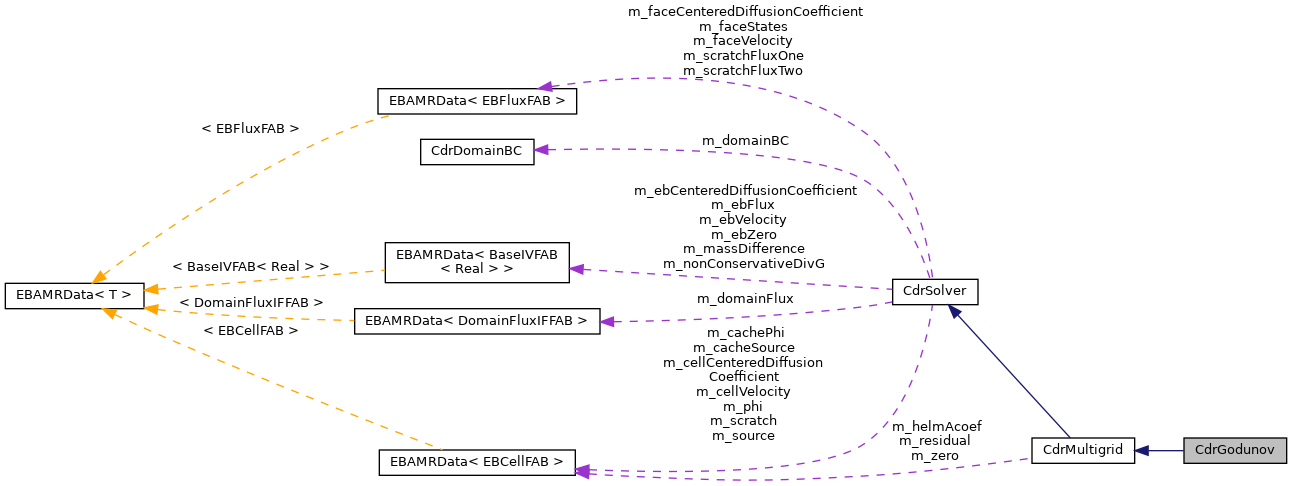 m_faceCenteredDiffusionCoefficient
m_faceStates
m_faceVelocity
m_scratchFluxOne
m_scratchFluxTwo
EBAMRData< EBFluxFAB >
< EBFluxFAB >
m_domainBC
CdrDomainBC
m_ebCenteredDiffusionCoefficient
m_ebFlux
m_ebVelocity
m_ebZero
m_massDifference
m_nonConservativeDivG
EBAMRData< BaseIVFAB
< Real > >
< BaseIVFAB< Real > >
EBAMRData< T >
CdrSolver
< DomainFluxIFFAB >
m_domainFlux
EBAMRData< DomainFluxIFFAB >
< EBCellFAB >
m_cachePhi
m_cacheSource
m_cellCenteredDiffusion
Coefficient
m_cellVelocity
m_phi
m_scratch
m_source
m_helmAcoef
m_residual
m_zero
EBAMRData< EBCellFAB >
CdrMultigrid
CdrGodunov